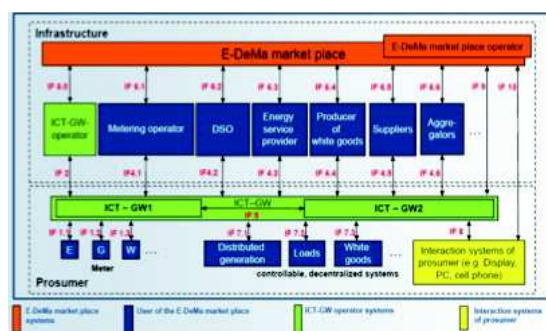 Infrastructure
E-DeMa market place operator
E-DeMa market place
IF 6.0
IF 6.1
IF 6.2
IF 6.3
IF 6.4
IF 6.5
IF 6.6
IF 9
IF 10
ICT-GW-
operator
Metering operator
DSO
Energy
service
provider
Producer
of
white goods
Suppliers
Aggre-
gators
...
IF 2
IF4.1
IF4.2
IF 4.3
IF 4.4
IF 4.5
IF 4.6
ICT – GW1
ICT–GW
IF 5
ICT – GW2
IF 1.1
IF 1.2
IF 1.3
IF 7.1
IF 7.2
IF 7.3
IF 8
E
G
W
...
Meter
Distributed
generation
Loads
White
goods
...
controllable, decentralized systems
Interaction systems of
prosumer (e.g. Display,
PC, cell phone)
Prosumer
E-DeMa market place
systems
User of the E-DeMa market place
ICT-GW operator systems
Interaction systems
of prosumer